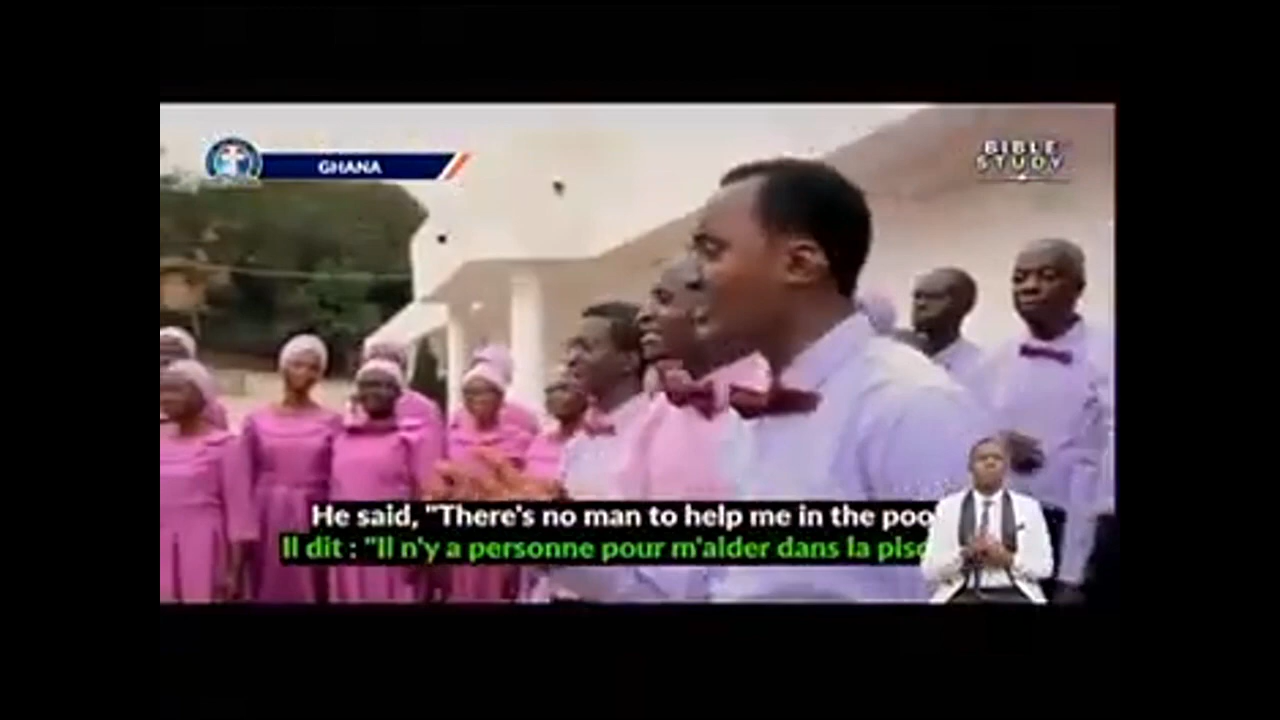 GHANA
BIBLE
STUDY
He said, "There's no man to help me in the poo
Il dit : "Il n'y a personne pour m'aider dans la pisc